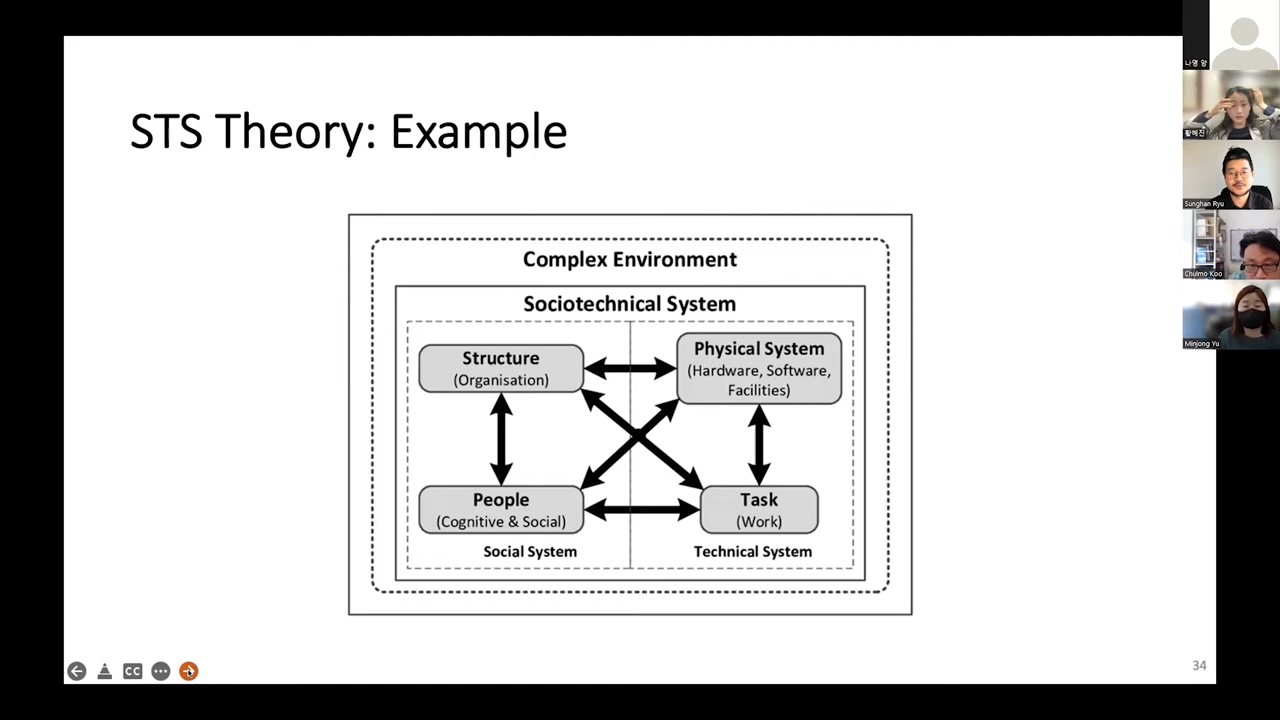 STS Theory: Example
Complex Environment
Sociotechnical System
Structure
(Organisation)
Physical System
(Hardware, Software,
Facilities)
People
(Cognitive & Social)
Task
(Work)
Social System
Technical System
CC
34
나영 양
황혜진
Sunghan Ryu
Chulmo Koo
Minjong Yu